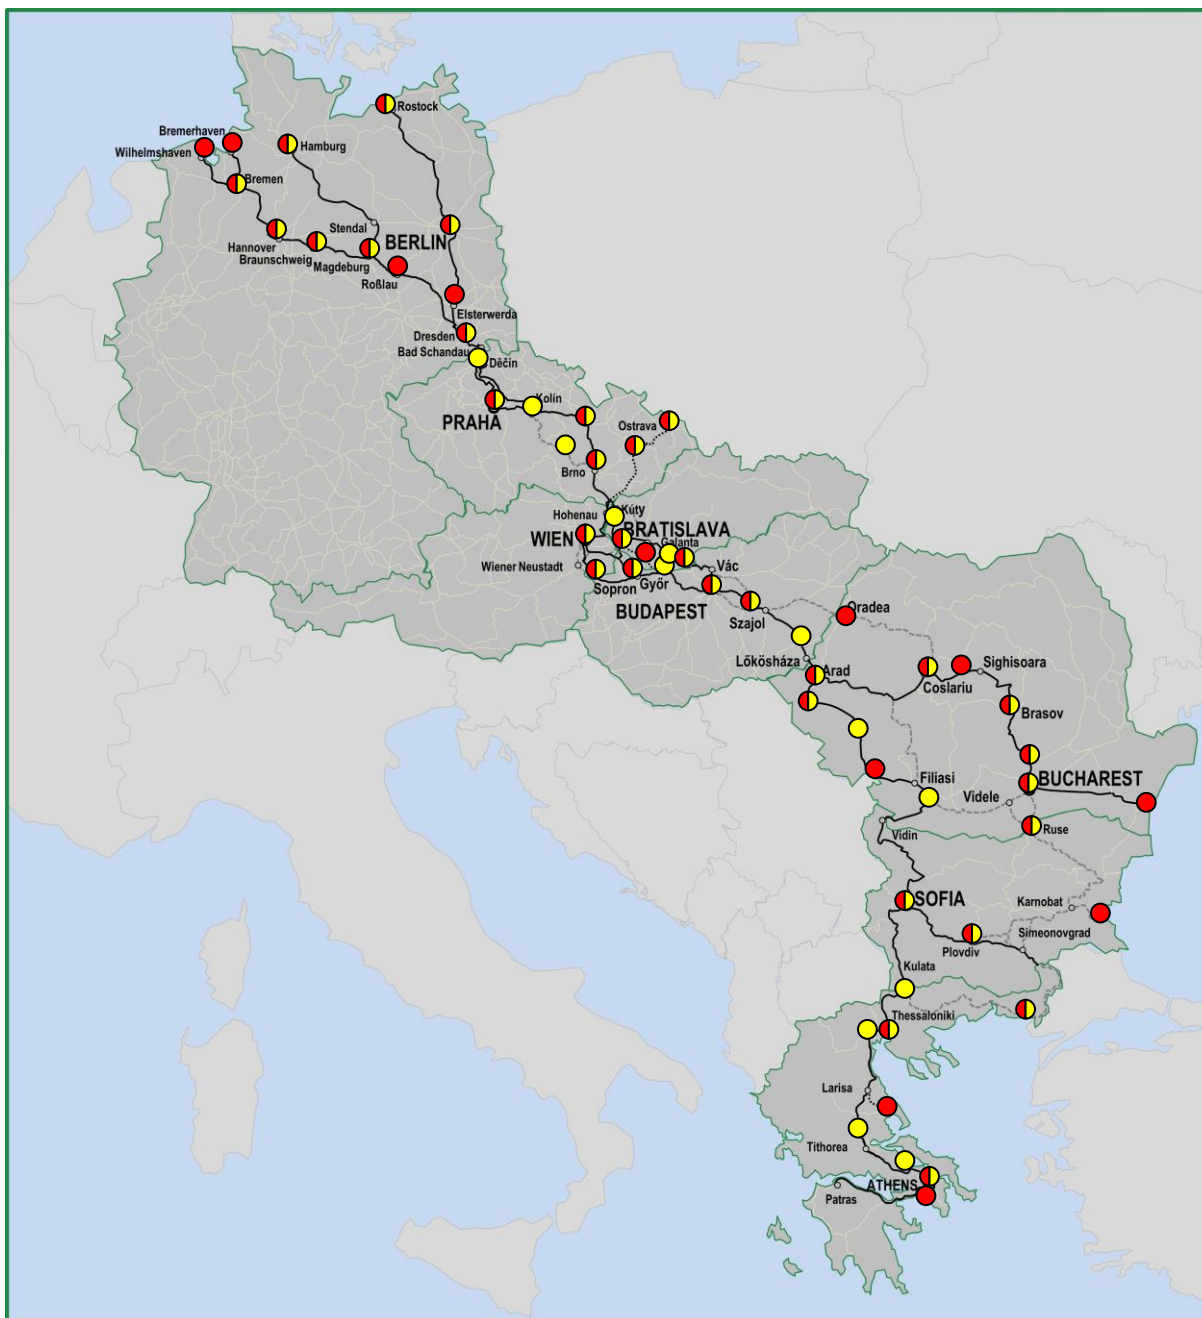 Rostock
Bremerhaven
Hamburg
Wilhelmshaven
Bremen
Stendal
BERLIN
Hannover
Braunschweig
Magdeburg
Roßlau
Elsterwerda
Dresden
Bad Schandau
Děčín
Kolín
PRAHA
Ostrava
Brno
Hohenau
Kúty
WIEN
BRATISLAVA
Galanta
Wiener Neustadt
Vác
Sopron
Győr
BUDAPEST
Szajol
Oradea
Lőkösháza
Arad
Sighisoara
Coslariu
Brasov
Filiasi
BUCHAREST
Videle
Vidin
Ruse
SOFIA
Karnobat
Simeonovgrad
Plovdiv
Kulata
Thessaloniki
Larisa
Tithorea
ATHENS
Patras